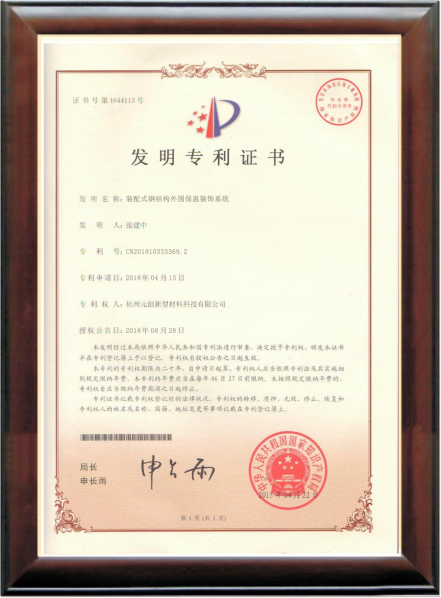 证书号第1644113号
发明专利证书
发 明 名 称：装配式钢结构外围保温装饰系统
发 明 人：张建中
专 利 号：CN201810333369.2
专利申请日：2018年04月13日
专 利 权 人：杭州元创新型材料科技有限公司
授权公告日：2018年08月28日
本发明经过本局依照中华人民共和国专利法进行审查，决定授予专利权，颁发本证书
并在专利登记簿上予以登记，专利权自授权公告之日起生效。
本专利的专利权期限为二十年，自申请日起算。专利权人应当依照专利法及其实施细
则规定缴纳年费。本专利的年费应当在每年06月27日前缴纳。未按照规定缴纳年费的，
专利权自应当缴纳年费期满之日起终止。
专利证书记载专利权登记时的法律状况。专利权的转移、质押、无效、终止、恢复和
专利权人的姓名或名称、国籍、地址变更等事项记载在专利登记簿上。
局长
申长雨
申长雨
中华人民共和国国家知识产权局
2015年04月22日
第1页(共1页)